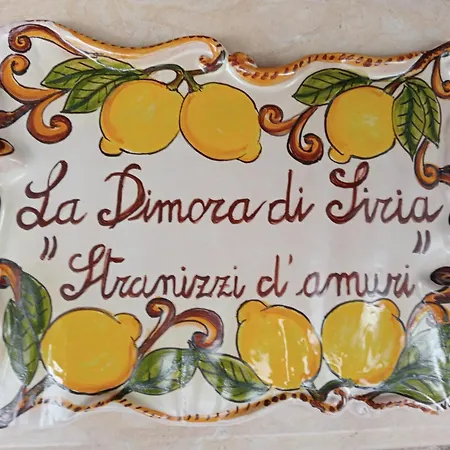 La Dimora di Siria
"Stranizzi d'amuri"